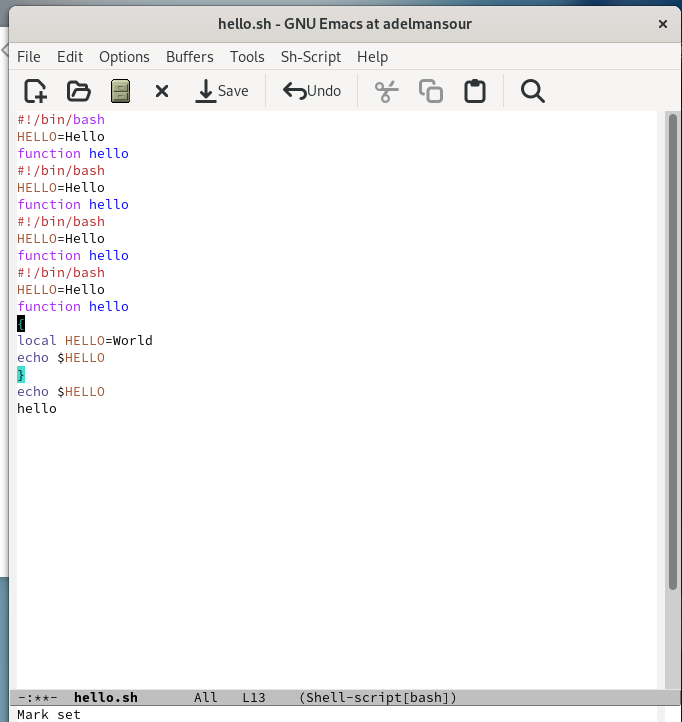 hello.sh - GNU Emacs at adelmansour
File Edit Options Buffers Tools Sh-Script Help
Save Undo
#!/bin/bash
HELLO=Hello
function hello
#!/bin/bash
HELLO=Hello
function hello
#!/bin/bash
HELLO=Hello
function hello
#!/bin/bash
HELLO=Hello
function hello
{
local HELLO=World
echo $HELLO
}
echo $HELLO
hello
-:**- hello.sh All L13 (Shell-script[bash])
Mark set